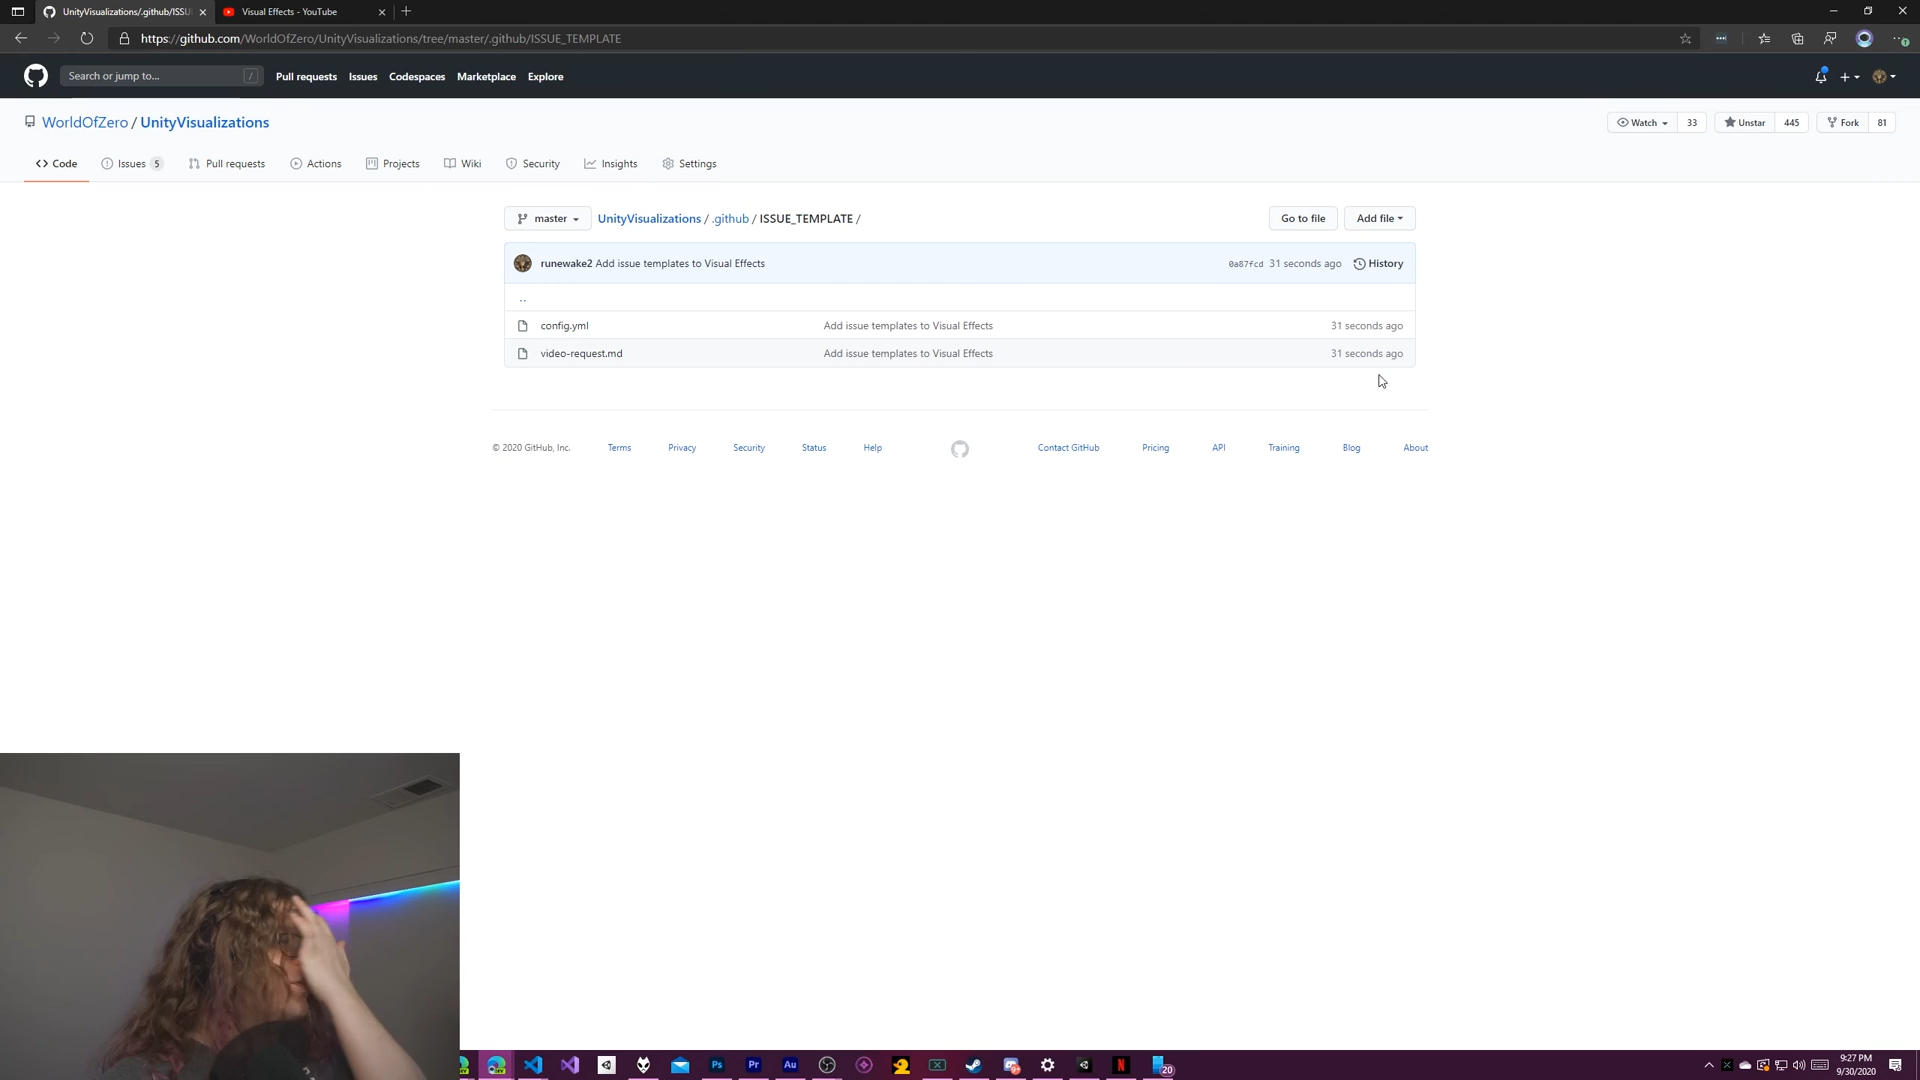 UnityVisualizations/.github/ISSU
Visual Effects - YouTube
https://github.com/WorldOfZero/UnityVisualizations/tree/master/.github/ISSUE_TEMPLATE
Search or jump to... /
Pull requests Issues Codespaces Marketplace Explore
WorldOfZero / UnityVisualizations
Watch 33 Unstar 445 Fork 81
Code Issues 5 Pull requests Actions Projects Wiki Security Insights Settings
master UnityVisualizations / .github / ISSUE_TEMPLATE / Go to file Add file
runewake2 Add issue templates to Visual Effects 0a87fcd 31 seconds ago History
..
config.yml Add issue templates to Visual Effects 31 seconds ago
video-request.md Add issue templates to Visual Effects 31 seconds ago
© 2020 GitHub, Inc. Terms Privacy Security Status Help Contact GitHub Pricing API Training Blog About
Ps Pr Au 2 N 20
9:27 PM
9/30/2020